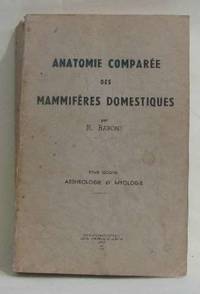 ANATOMIE COMPARÉE
DES
MAMMIFÈRES DOMESTIQUES
par
R. BARONE
ARTHROLOGIE ET MYOLOGIE